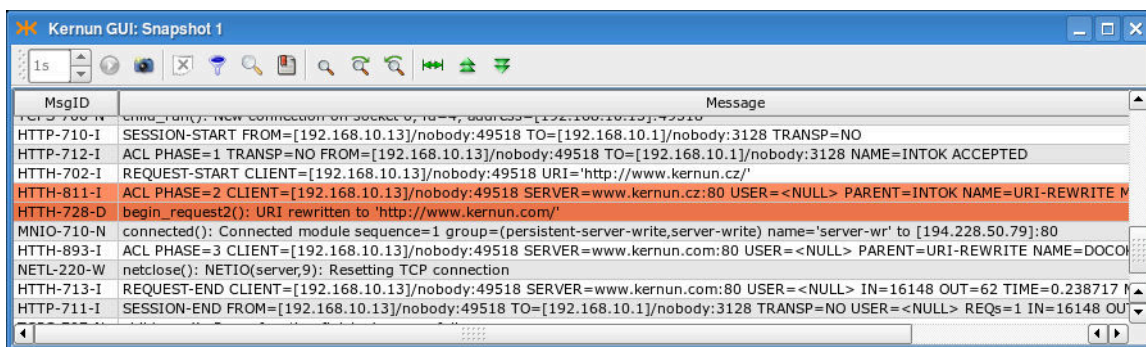 Kernun GUI: Snapshot 1
1s
MsgID Message
HTTP-710-I SESSION-START FROM=[192.168.10.13]/nobody:49518 TO=[192.168.10.1]/nobody:3128 TRANSP=NO
HTTP-712-I ACL PHASE=1 TRANSP=NO FROM=[192.168.10.13]/nobody:49518 TO=[192.168.10.1]/nobody:3128 NAME=INTOK ACCEPTED
HTTH-702-I REQUEST-START CLIENT=[192.168.10.13]/nobody:49518 URI='http://www.kernun.cz/'
HTTH-811-I ACL PHASE=2 CLIENT=[192.168.10.13]/nobody:49518 SERVER=www.kernun.cz:80 USER=<NULL> PARENT=INTOK NAME=URI-REWRITE M
HTTH-728-D begin_request2(): URI rewritten to 'http://www.kernun.com/'
MNIO-710-N connected(): Connected module sequence=1 group=(persistent-server-write,server-write) name='server-wr' to [194.228.50.79]:80
HTTH-893-I ACL PHASE=3 CLIENT=[192.168.10.13]/nobody:49518 SERVER=www.kernun.com:80 USER=<NULL> PARENT=URI-REWRITE NAME=DOCOK
NETL-220-W netclose(): NETIO(server,9): Resetting TCP connection
HTTH-713-I REQUEST-END CLIENT=[192.168.10.13]/nobody:49518 SERVER=www.kernun.com:80 USER=<NULL> IN=16148 OUT=62 TIME=0.238717
HTTP-711-I SESSION-END FROM=[192.168.10.13]/nobody:49518 TO=[192.168.10.1]/nobody:3128 TRANSP=NO USER=<NULL> REQs=1 IN=16148 OU